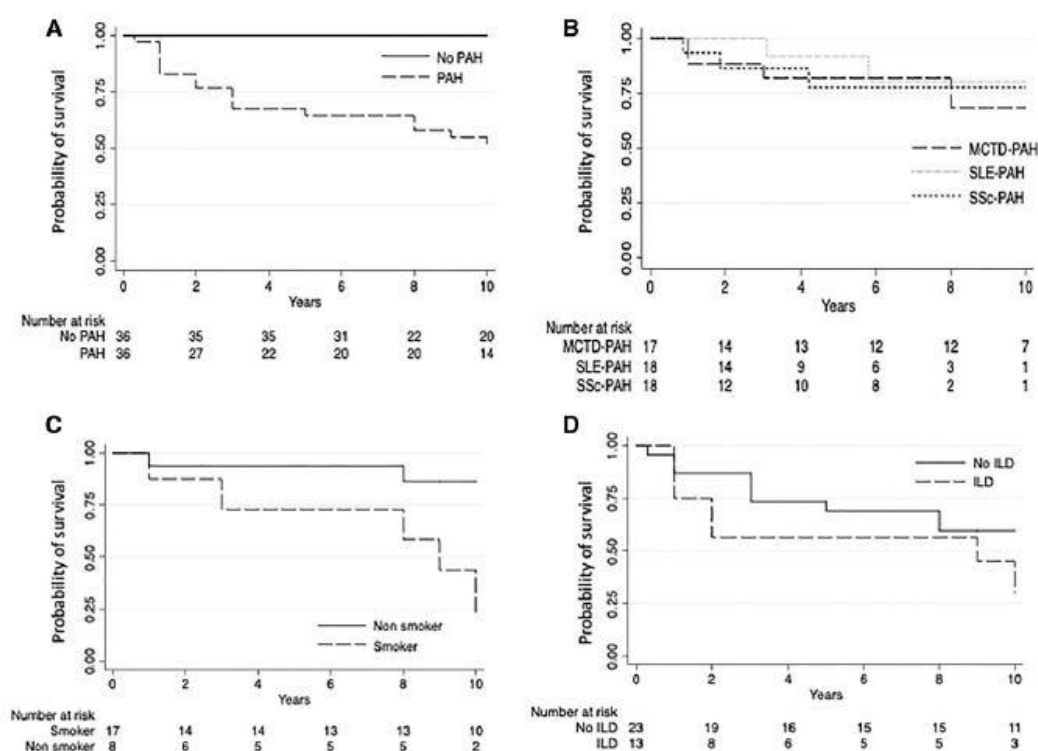 A
Probability of survival
1.00
0.75
0.50
0.25
0.00
No PAH
PAH
0 2 4 6 8 10
Years
Number at risk
No PAH 36 35 35 31 22 20
PAH 36 27 22 20 20 14
B
Probability of survival
1.00
0.75
0.50
0.25
0.00
MCTD-PAH
SLE-PAH
SSc-PAH
0 2 4 6 8 10
Years
Number at risk
MCTD-PAH 17 14 13 12 12 7
SLE-PAH 18 14 9 6 3 1
SSc-PAH 18 12 10 8 2 1
C
Probability of survival
1.00
0.75
0.50
0.25
0.00
Non smoker
Smoker
0 2 4 6 8 10
Years
Number at risk
Smoker 17 14 14 13 13 10
Non smoker 8 6 5 5 5 2
D
Probability of survival
1.00
0.75
0.50
0.25
0.00
No ILD
ILD
0 2 4 6 8 10
Years
Number at risk
No ILD 23 19 16 15 15 11
ILD 13 8 6 5 5 3